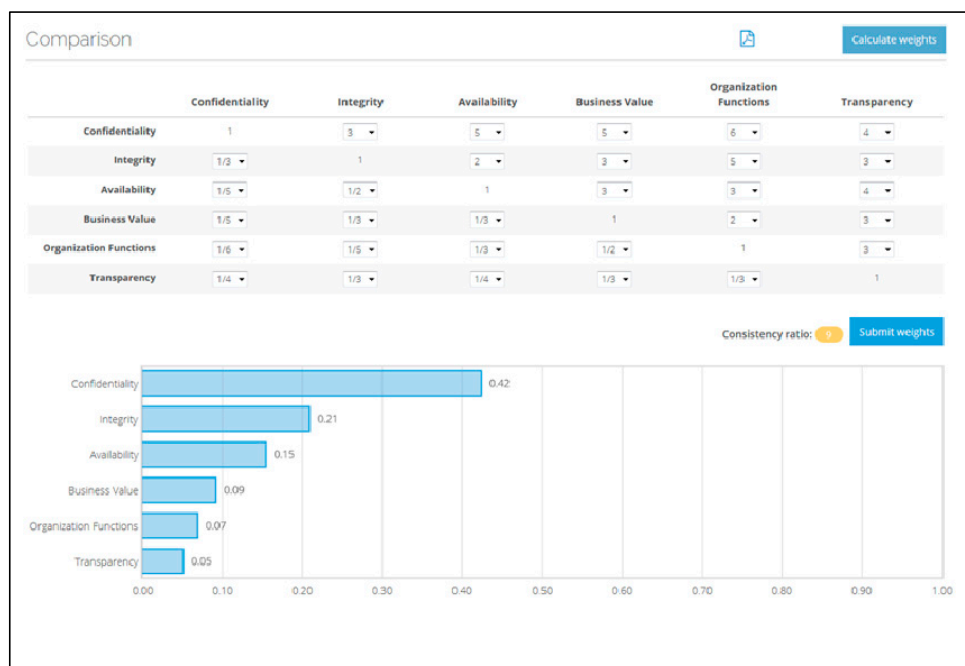 Comparison
Calculate weights
Confidentiality Integrity Availability Business Value Organization Functions Transparency
Confidentiality 1 3 5 5 6 4
Integrity 1/3 1 2 3 5 3
Availability 1/5 1/2 1 3 3 4
Business Value 1/5 1/3 1/3 1 2 3
Organization Functions 1/6 1/5 1/3 1/2 1 3
Transparency 1/4 1/3 1/4 1/3 1/3 1
Consistency ratio: 9 Submit weights
Confidentiality 0.42
Integrity 0.21
Availability 0.15
Business Value 0.09
Organization Functions 0.07
Transparency 0.05
0.00 0.10 0.20 0.30 0.40 0.50 0.60 0.70 0.80 0.90 1.00